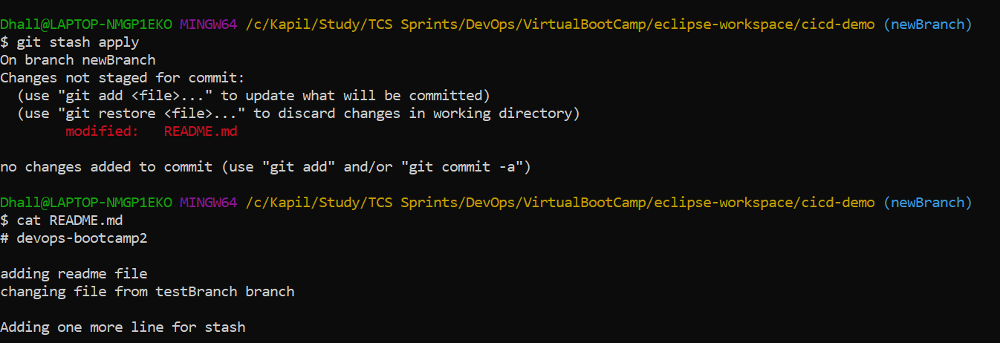 Dhall@LAPTOP-NMGP1EKO MINGW64 /c/Kapil/Study/TCS Sprints/DevOps/VirtualBootCamp/eclipse-workspace/cicd-demo (newBranch)
$ git stash apply
On branch newBranch
Changes not staged for commit:
  (use "git add <file>..." to update what will be committed)
  (use "git restore <file>..." to discard changes in working directory)
        modified:   README.md

no changes added to commit (use "git add" and/or "git commit -a")

Dhall@LAPTOP-NMGP1EKO MINGW64 /c/Kapil/Study/TCS Sprints/DevOps/VirtualBootCamp/eclipse-workspace/cicd-demo (newBranch)
$ cat README.md
# devops-bootcamp2

adding readme file
changing file from testBranch branch

Adding one more line for stash